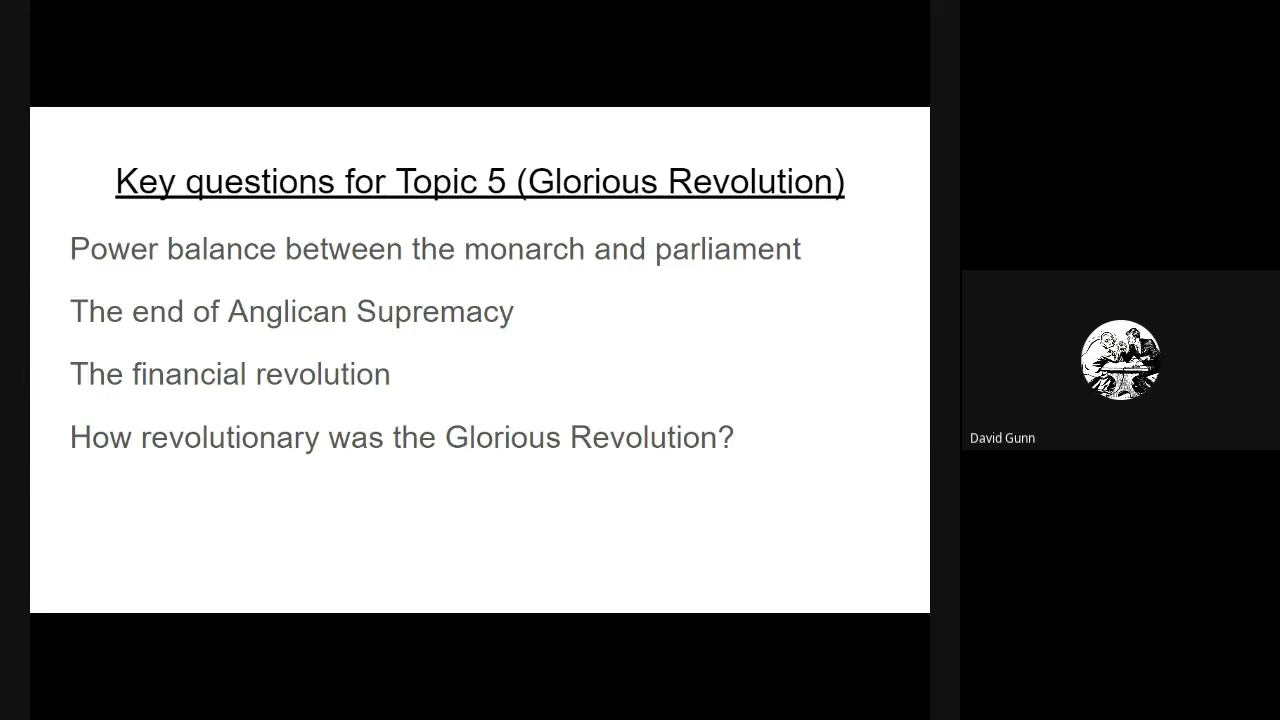 Key questions for Topic 5 (Glorious Revolution)
Power balance between the monarch and parliament
The end of Anglican Supremacy
The financial revolution
How revolutionary was the Glorious Revolution?
David Gunn